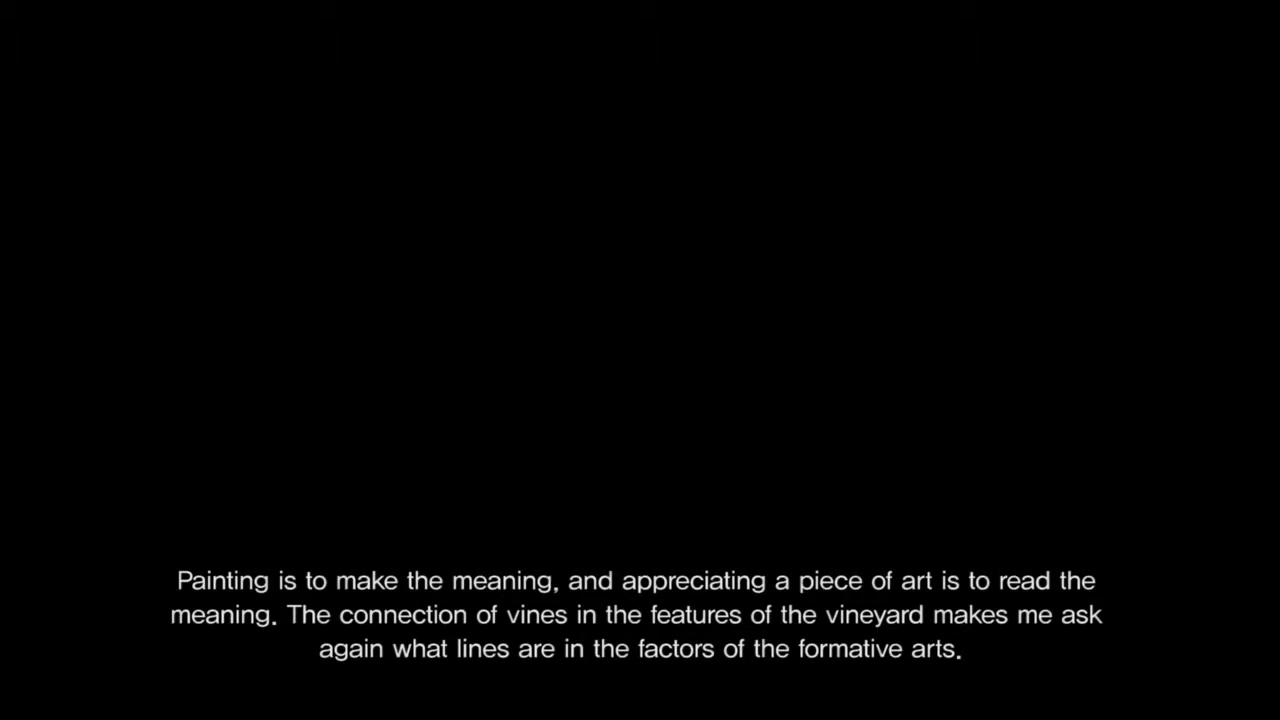 Painting is to make the meaning, and appreciating a piece of art is to read the
meaning. The connection of vines in the features of the vineyard makes me ask
again what lines are in the factors of the formative arts.